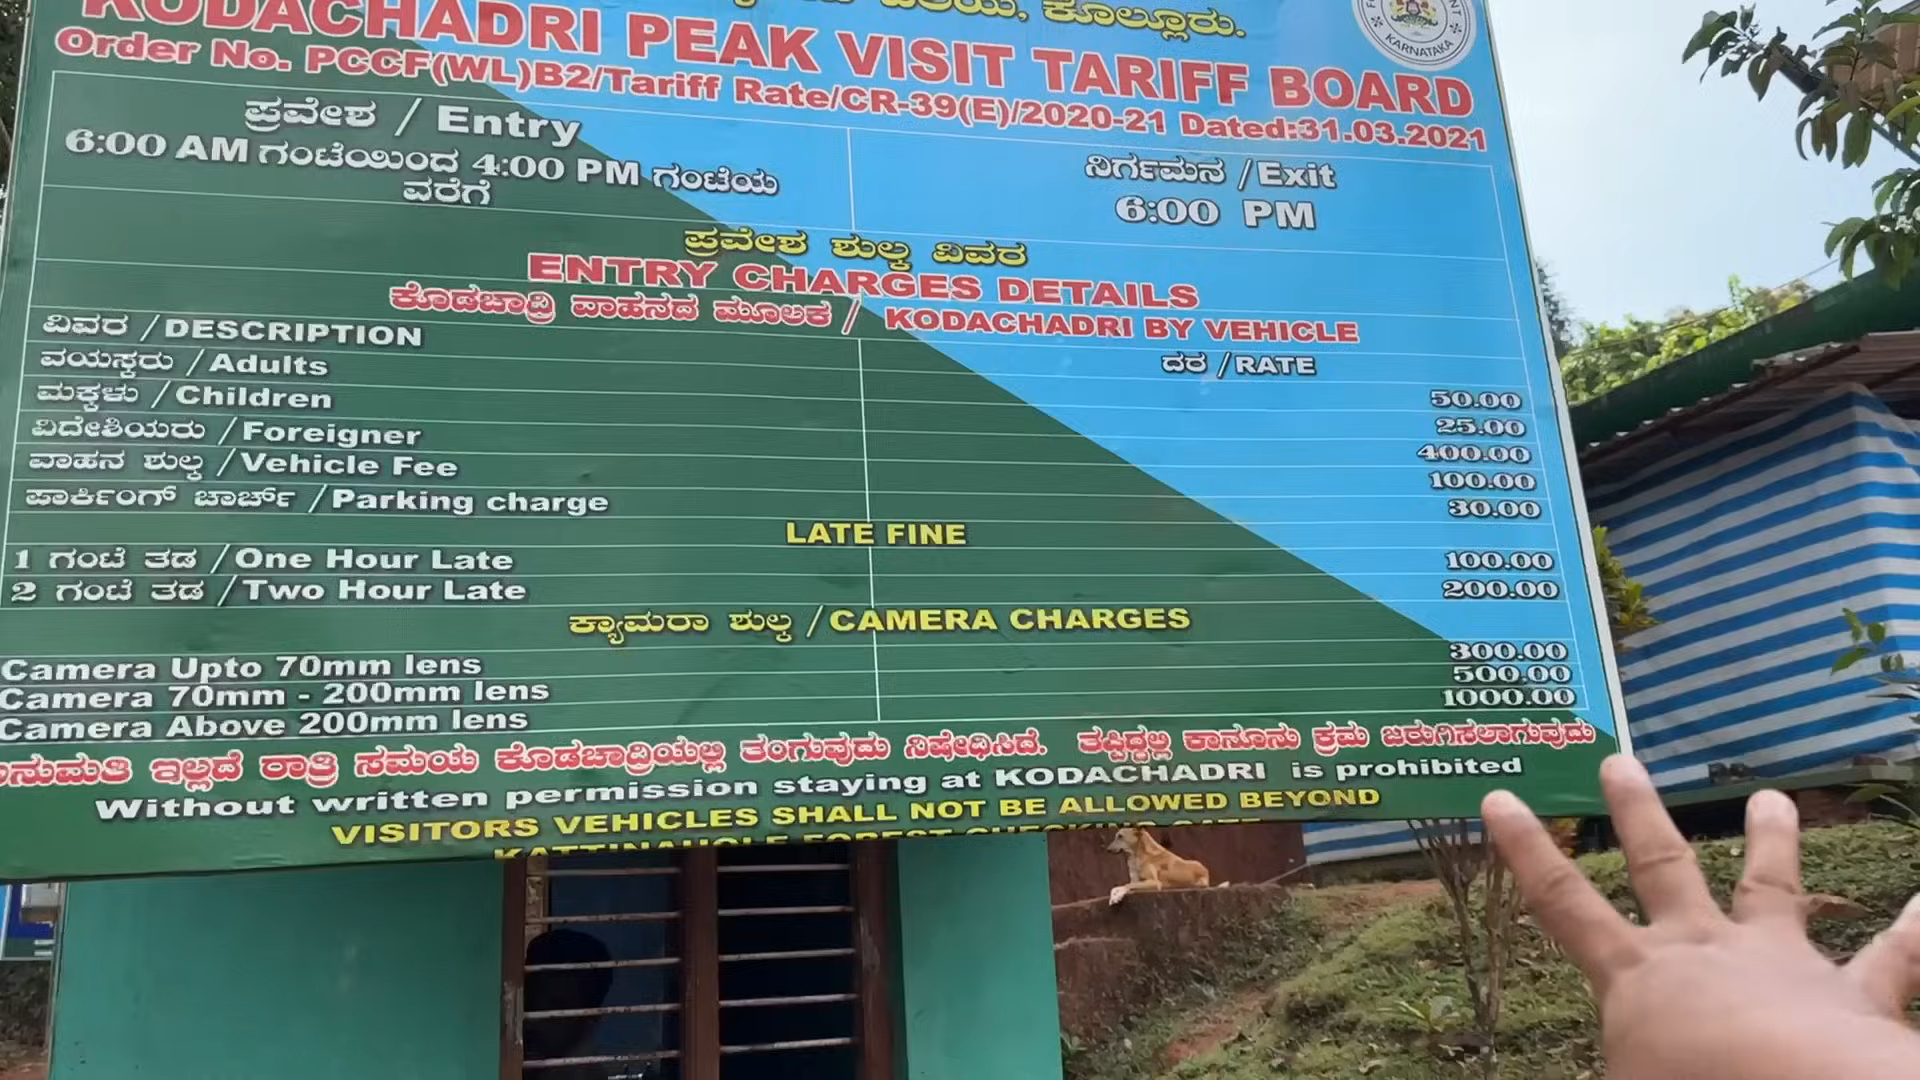 ಕೊಲ್ಲೂರು.
KARNATAKA
KODACHADRI PEAK VISIT TARIFF BOARD
Order No. PCCF(WL)B2/Tariff Rate/CR-39(E)/2020-21 Dated:31.03.2021
ಪ್ರವೇಶ / Entry
6:00 AM ಗಂಟೆಯಿಂದ 4:00 PM ಗಂಟೆಯ
ವರೆಗೆ
ನಿರ್ಗಮನ /Exit
6:00 PM
ಪ್ರವೇಶ ಶುಲ್ಕ ವಿವರ
ENTRY CHARGES DETAILS
ಕೊಡಚಾದ್ರಿ ವಾಹನದ ಮೂಲಕ / KODACHADRI BY VEHICLE
ವಿವರ /DESCRIPTION ದರ /RATE
ವಯಸ್ಕರು /Adults 50.00
ಮಕ್ಕಳು /Children 25.00
ವಿದೇಶಿಯರು /Foreigner 400.00
ವಾಹನ ಶುಲ್ಕ /Vehicle Fee 100.00
ಪಾರ್ಕಿಂಗ್ ಚಾರ್ಚ್ /Parking charge 30.00
LATE FINE
1 ಗಂಟೆ ತಡ /One Hour Late 100.00
2 ಗಂಟೆ ತಡ /Two Hour Late 200.00
ಕ್ಯಾಮರಾ ಶುಲ್ಕ /CAMERA CHARGES
Camera Upto 70mm lens 300.00
Camera 70mm - 200mm lens 500.00
Camera Above 200mm lens 1000.00
ಇಲ್ಲದೆ ರಾತ್ರಿ ಸಮಯ ಕೊಡಚಾದ್ರಿಯಲ್ಲಿ ತಂಗುವುದು ನಿಷೇಧಿಸಿದೆ. ತಪ್ಪಿದ್ದಲ್ಲಿ ಕಾನೂನು ಕ್ರಮ ಜರುಗಿಸಲಾಗುವುದು
Without written permission staying at KODACHADRI is prohibited
VISITORS VEHICLES SHALL NOT BE ALLOWED BEYOND